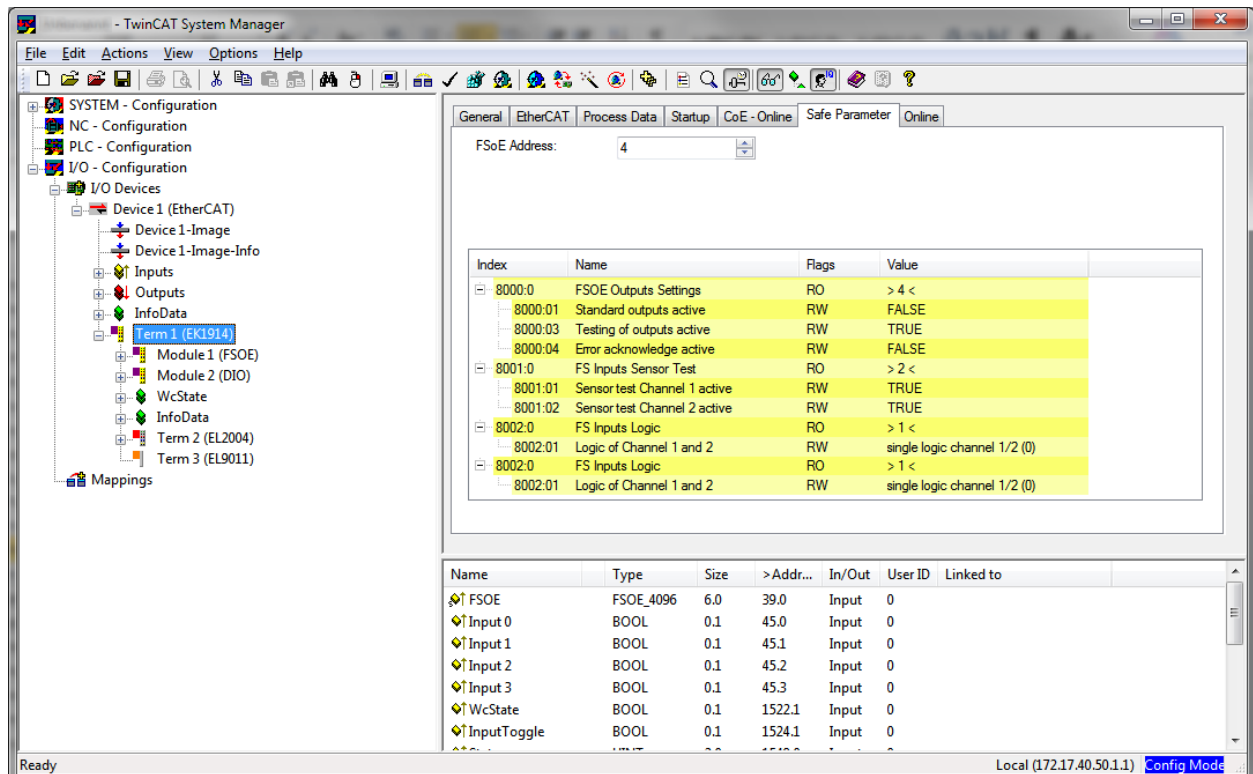 - TwinCAT System Manager
File Edit Actions View Options Help
SYSTEM - Configuration
NC - Configuration
PLC - Configuration
I/O - Configuration
I/O Devices
Device 1 (EtherCAT)
Device 1-Image
Device 1-Image-Info
Inputs
Outputs
InfoData
Term 1 (EK1914)
Module 1 (FSOE)
Module 2 (DIO)
WcState
InfoData
Term 2 (EL2004)
Term 3 (EL9011)
Mappings
General EtherCAT Process Data Startup CoE - Online Safe Parameter Online
FSoE Address: 4
Index Name Flags Value
8000:0 FSOE Outputs Settings RO > 4 <
8000:01 Standard outputs active RW FALSE
8000:03 Testing of outputs active RW TRUE
8000:04 Error acknowledge active RW FALSE
8001:0 FS Inputs Sensor Test RO > 2 <
8001:01 Sensor test Channel 1 active RW TRUE
8001:02 Sensor test Channel 2 active RW TRUE
8002:0 FS Inputs Logic RO > 1 <
8002:01 Logic of Channel 1 and 2 RW single logic channel 1/2 (0)
8002:0 FS Inputs Logic RO > 1 <
8002:01 Logic of Channel 1 and 2 RW single logic channel 1/2 (0)
Name Type Size >Addr... In/Out User ID Linked to
FSOE FSOE_4096 6.0 39.0 Input 0
Input 0 BOOL 0.1 45.0 Input 0
Input 1 BOOL 0.1 45.1 Input 0
Input 2 BOOL 0.1 45.2 Input 0
Input 3 BOOL 0.1 45.3 Input 0
WcState BOOL 0.1 1522.1 Input 0
InputToggle BOOL 0.1 1524.1 Input 0
Ready Local (172.17.40.50.1.1) Config Mode